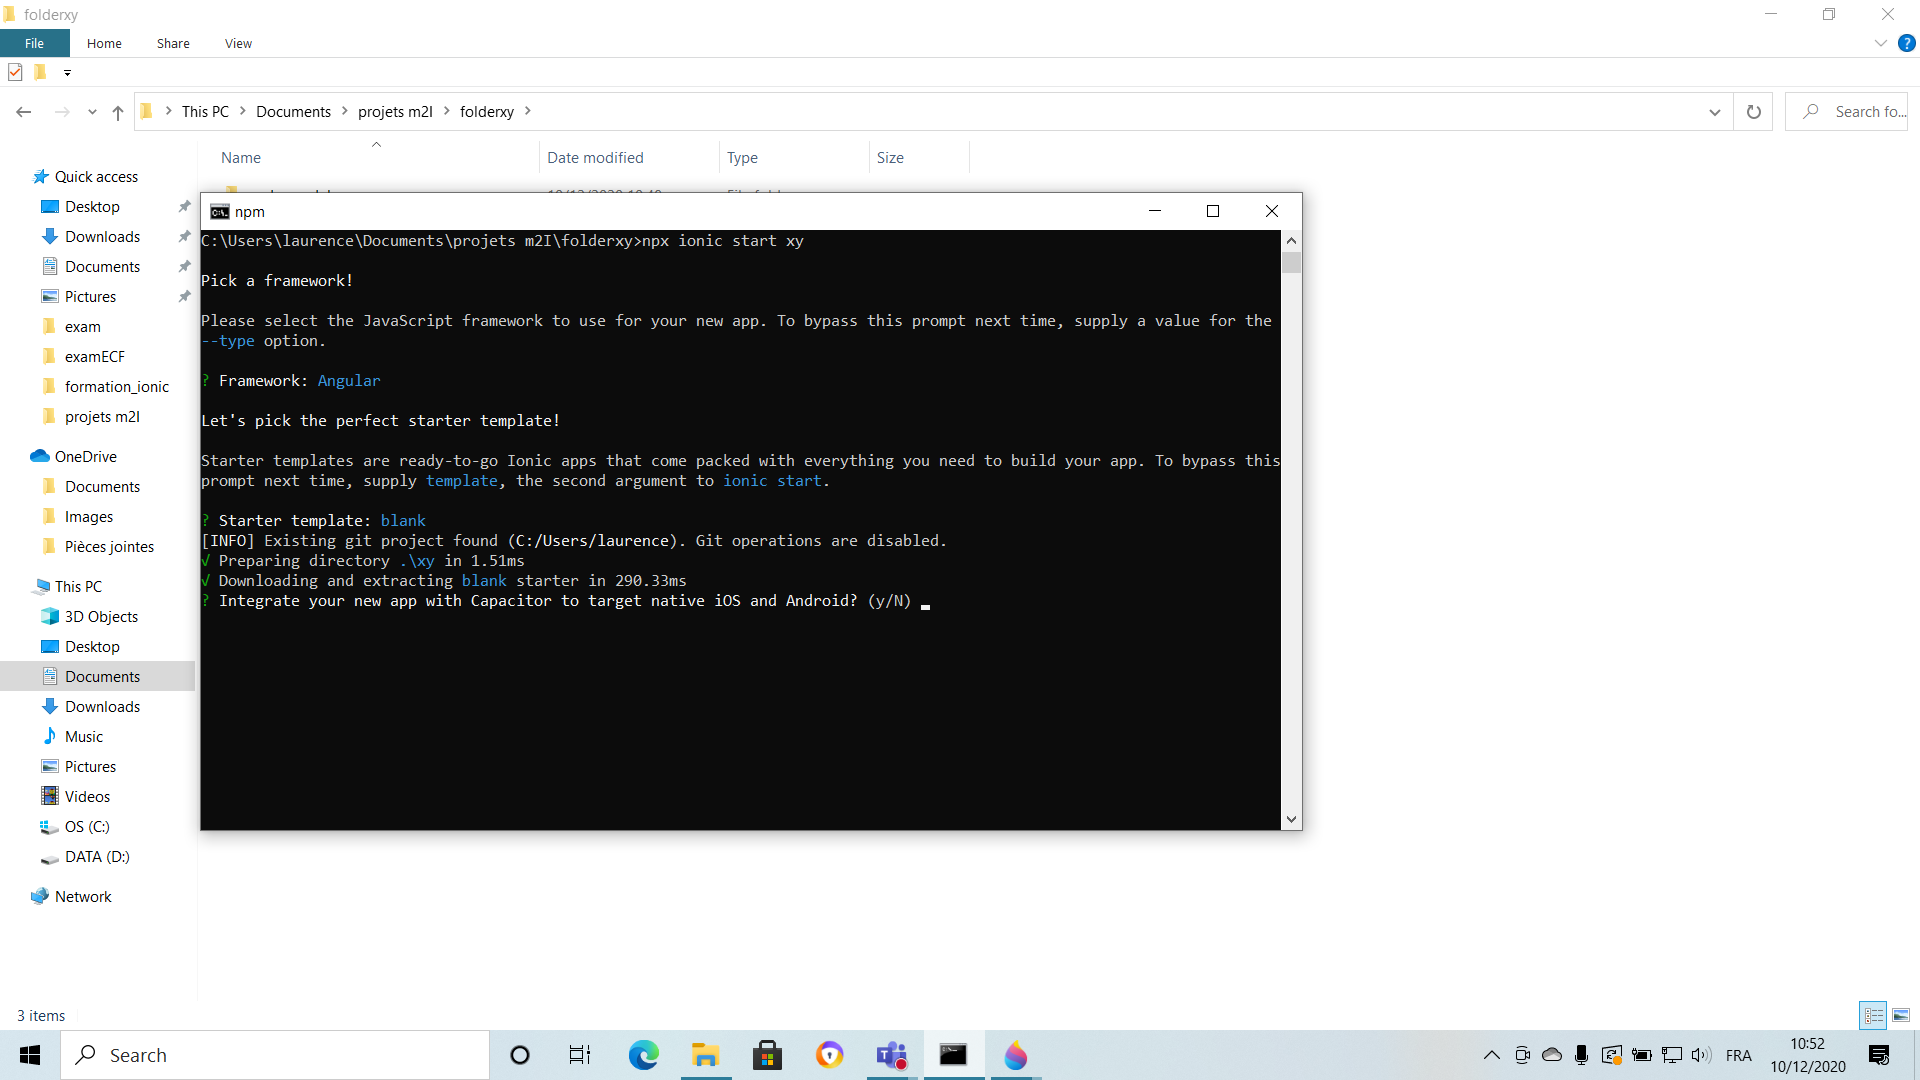 folderxy
File Home Share View
This PC Documents projets m2I folderxy
Search fo...
Name Date modified Type Size
Quick access
Desktop
Downloads
Documents
Pictures
exam
examECF
formation_ionic
projets m2I
OneDrive
Documents
Images
Pièces jointes
This PC
3D Objects
Desktop
Documents
Downloads
Music
Pictures
Videos
OS (C:)
DATA (D:)
Network
npm
C:\Users\laurence\Documents\projets m2I\folderxy>npx ionic start xy
Pick a framework!
Please select the JavaScript framework to use for your new app. To bypass this prompt next time, supply a value for the
--type option.
? Framework: Angular
Let's pick the perfect starter template!
Starter templates are ready-to-go Ionic apps that come packed with everything you need to build your app. To bypass this
prompt next time, supply template, the second argument to ionic start.
? Starter template: blank
[INFO] Existing git project found (C:/Users/laurence). Git operations are disabled.
√ Preparing directory .\xy in 1.51ms
√ Downloading and extracting blank starter in 290.33ms
? Integrate your new app with Capacitor to target native iOS and Android? (y/N)
3 items
Search
FRA
10:52
10/12/2020